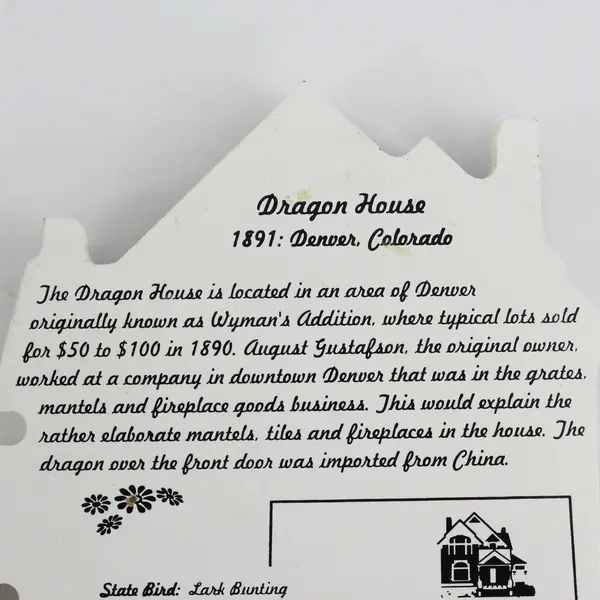 Dragon House
1891: Denver, Colorado
The Dragon House is located in an area of Denver
originally known as Wyman's Addition, where typical lots sold
for $50 to $100 in 1890. August Gustafson, the original owner,
worked at a company in downtown Denver that was in the grates,
mantels and fireplace goods business. This would explain the
rather elaborate mantels, tiles and fireplaces in the house. The
dragon over the front door was imported from China.
State Bird: Lark Bunting